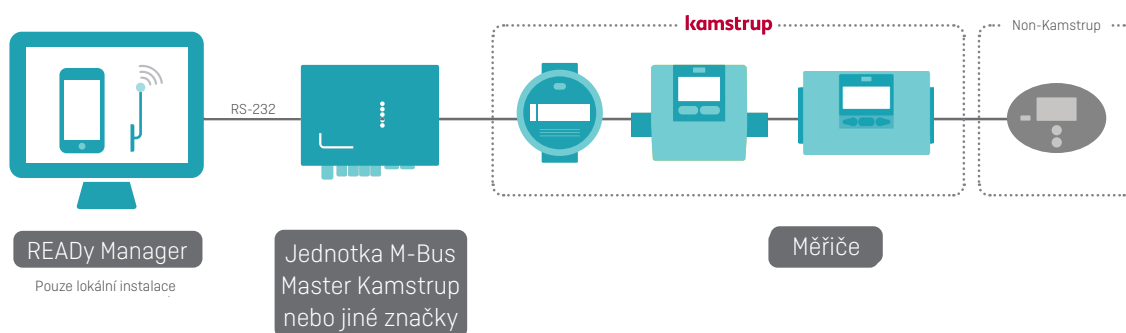 kamstrup
Non-Kamstrup
RS-232
READy Manager
Pouze lokální instalace
Jednotka M-Bus
Master Kamstrup
nebo jiné značky
Měřiče